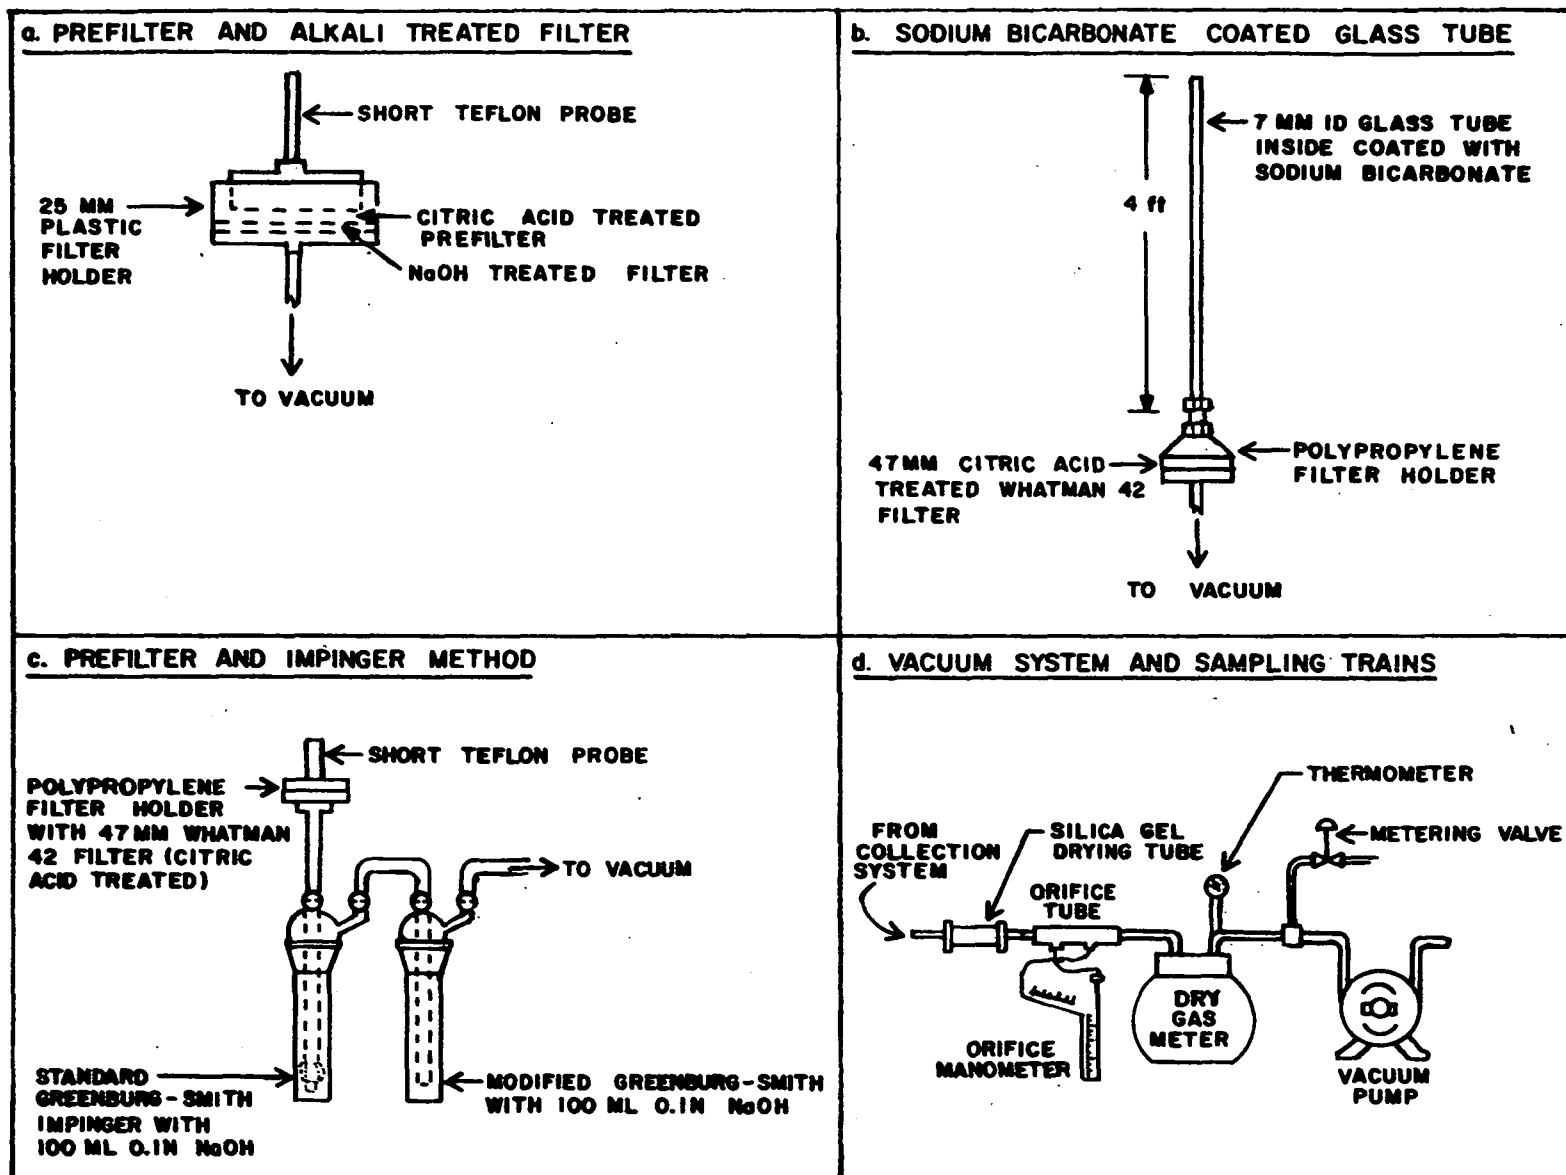 a. PREFILTER AND ALKALI TREATED FILTER
SHORT TEFLON PROBE
25 MM
PLASTIC
FILTER
HOLDER
CITRIC ACID TREATED
PREFILTER
NaOH TREATED FILTER
TO VACUUM
b. SODIUM BICARBONATE COATED GLASS TUBE
7 MM ID GLASS TUBE
INSIDE COATED WITH
SODIUM BICARBONATE
4 ft
47MM CITRIC ACID
TREATED WHATMAN 42
FILTER
POLYPROPYLENE
FILTER HOLDER
TO VACUUM
c. PREFILTER AND IMPINGER METHOD
SHORT TEFLON PROBE
POLYPROPYLENE
FILTER HOLDER
WITH 47MM WHATMAN
42 FILTER (CITRIC
ACID TREATED)
TO VACUUM
STANDARD
GREENBURG-SMITH
IMPINGER WITH
100 ML 0.1N NaOH
MODIFIED GREENBURG-SMITH
WITH 100 ML 0.1N NaOH
d. VACUUM SYSTEM AND SAMPLING TRAINS
THERMOMETER
FROM
COLLECTION
SYSTEM
SILICA GEL
DRYING TUBE
METERING VALVE
ORIFICE
TUBE
DRY
GAS
METER
ORIFICE
MANOMETER
VACUUM
PUMP